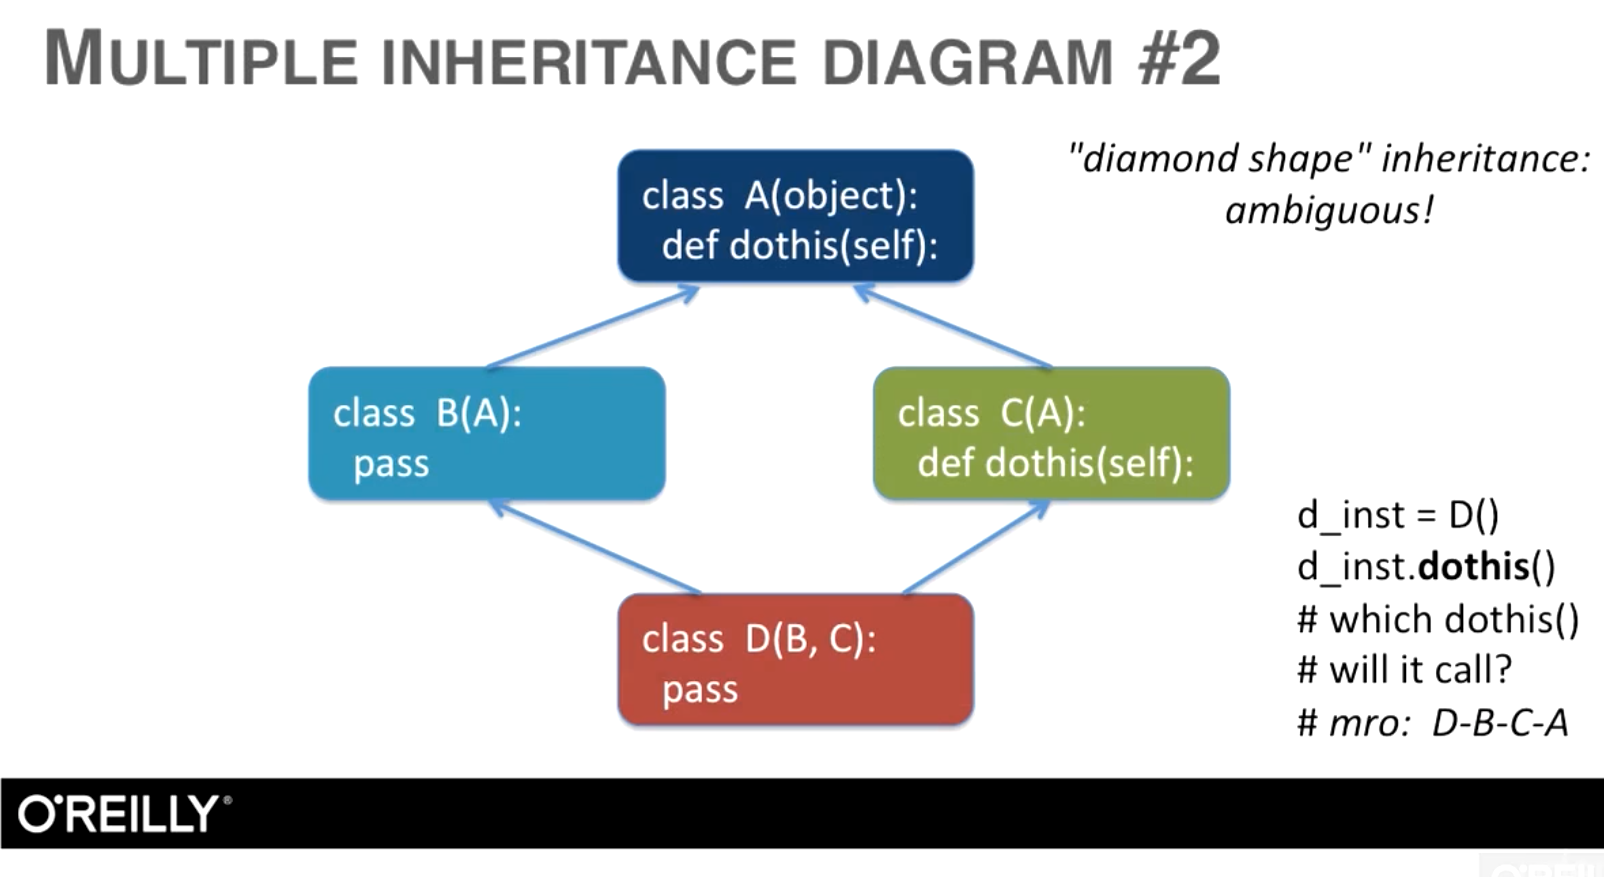 MULTIPLE INHERITANCE DIAGRAM #2
"diamond shape" inheritance:
ambiguous!
class A(object):
def dothis(self):
class B(A):
pass
class C(A):
def dothis(self):
class D(B, C):
pass
d_inst = D()
d_inst.dothis()
# which dothis()
# will it call?
# mro: D-B-C-A
O'REILLY®